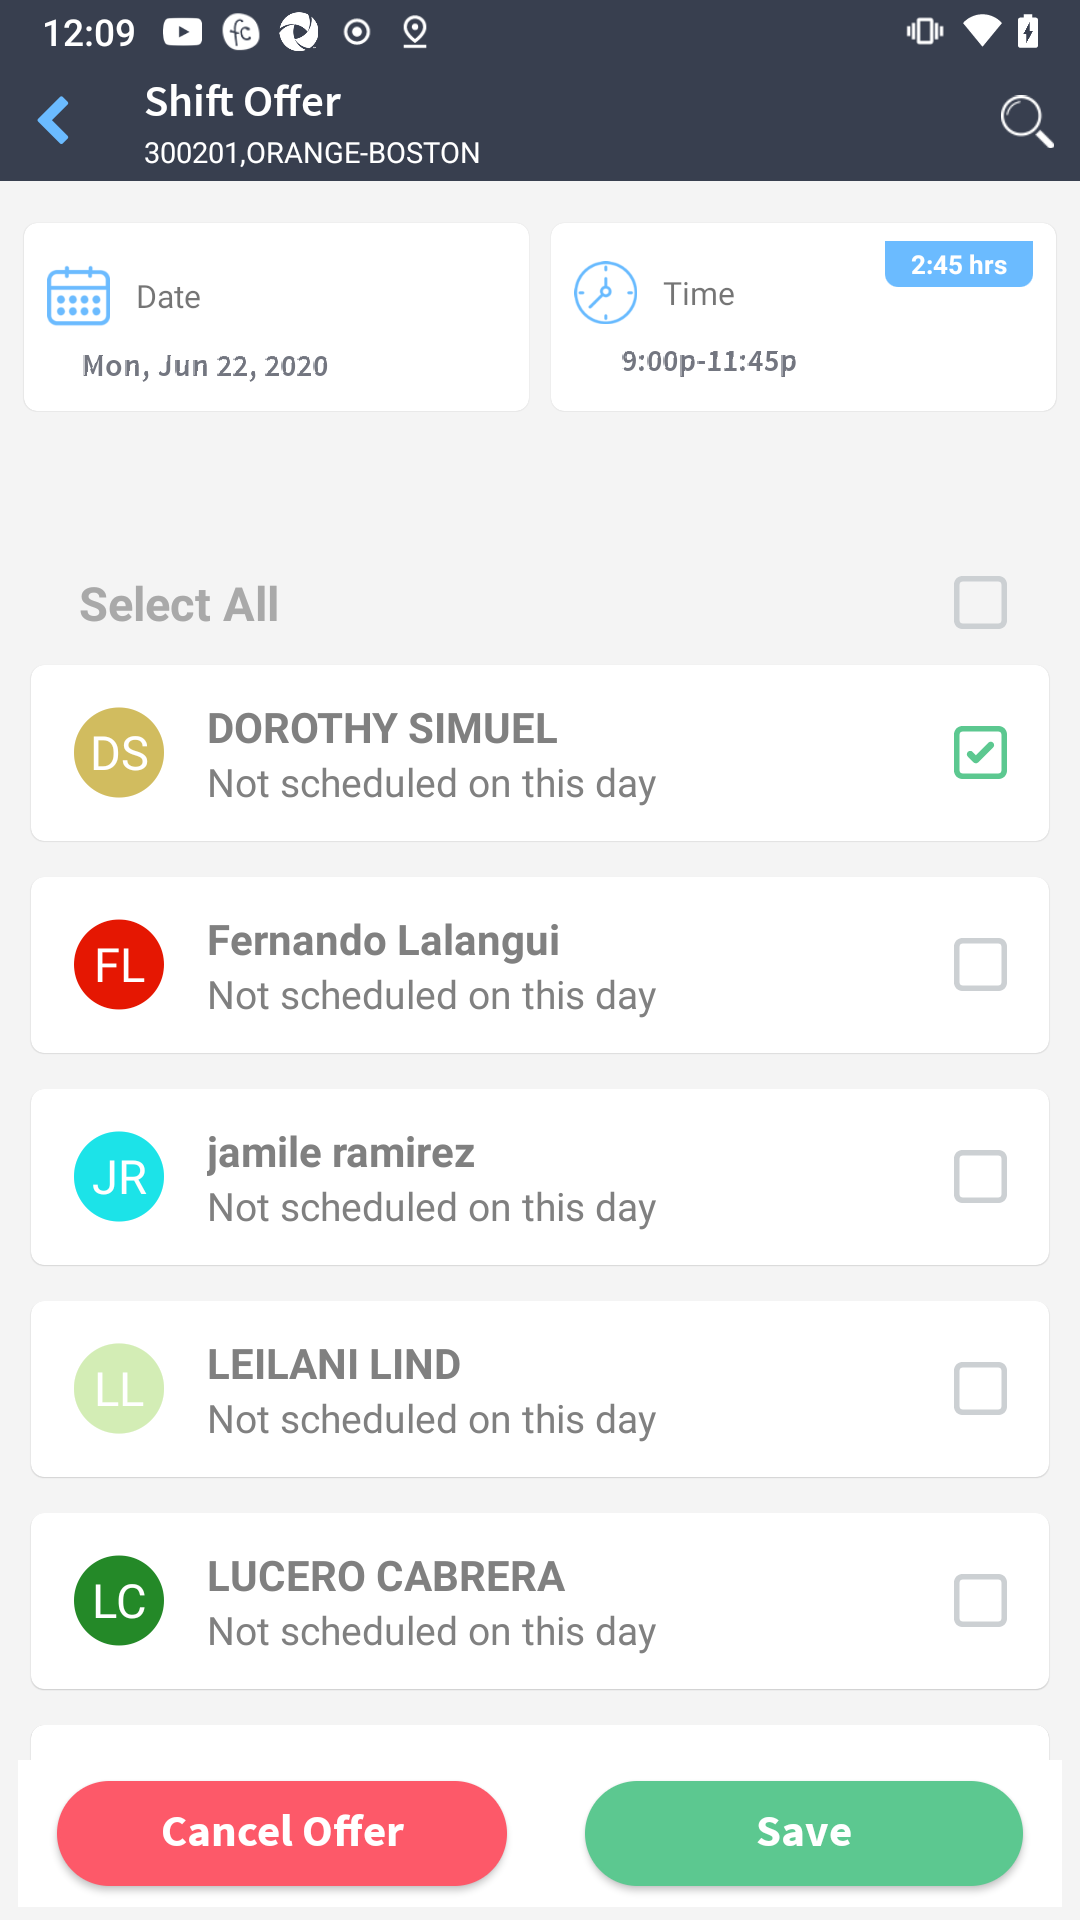 12:09
fc
Shift Offer
300201,ORANGE-BOSTON
Date
Mon, Jun 22, 2020
Time
2:45 hrs
9:00p-11:45p
Select All
DS
DOROTHY SIMUEL
Not scheduled on this day
FL
Fernando Lalangui
Not scheduled on this day
JR
jamile ramirez
Not scheduled on this day
LL
LEILANI LIND
Not scheduled on this day
LC
LUCERO CABRERA
Not scheduled on this day
Cancel Offer
Save